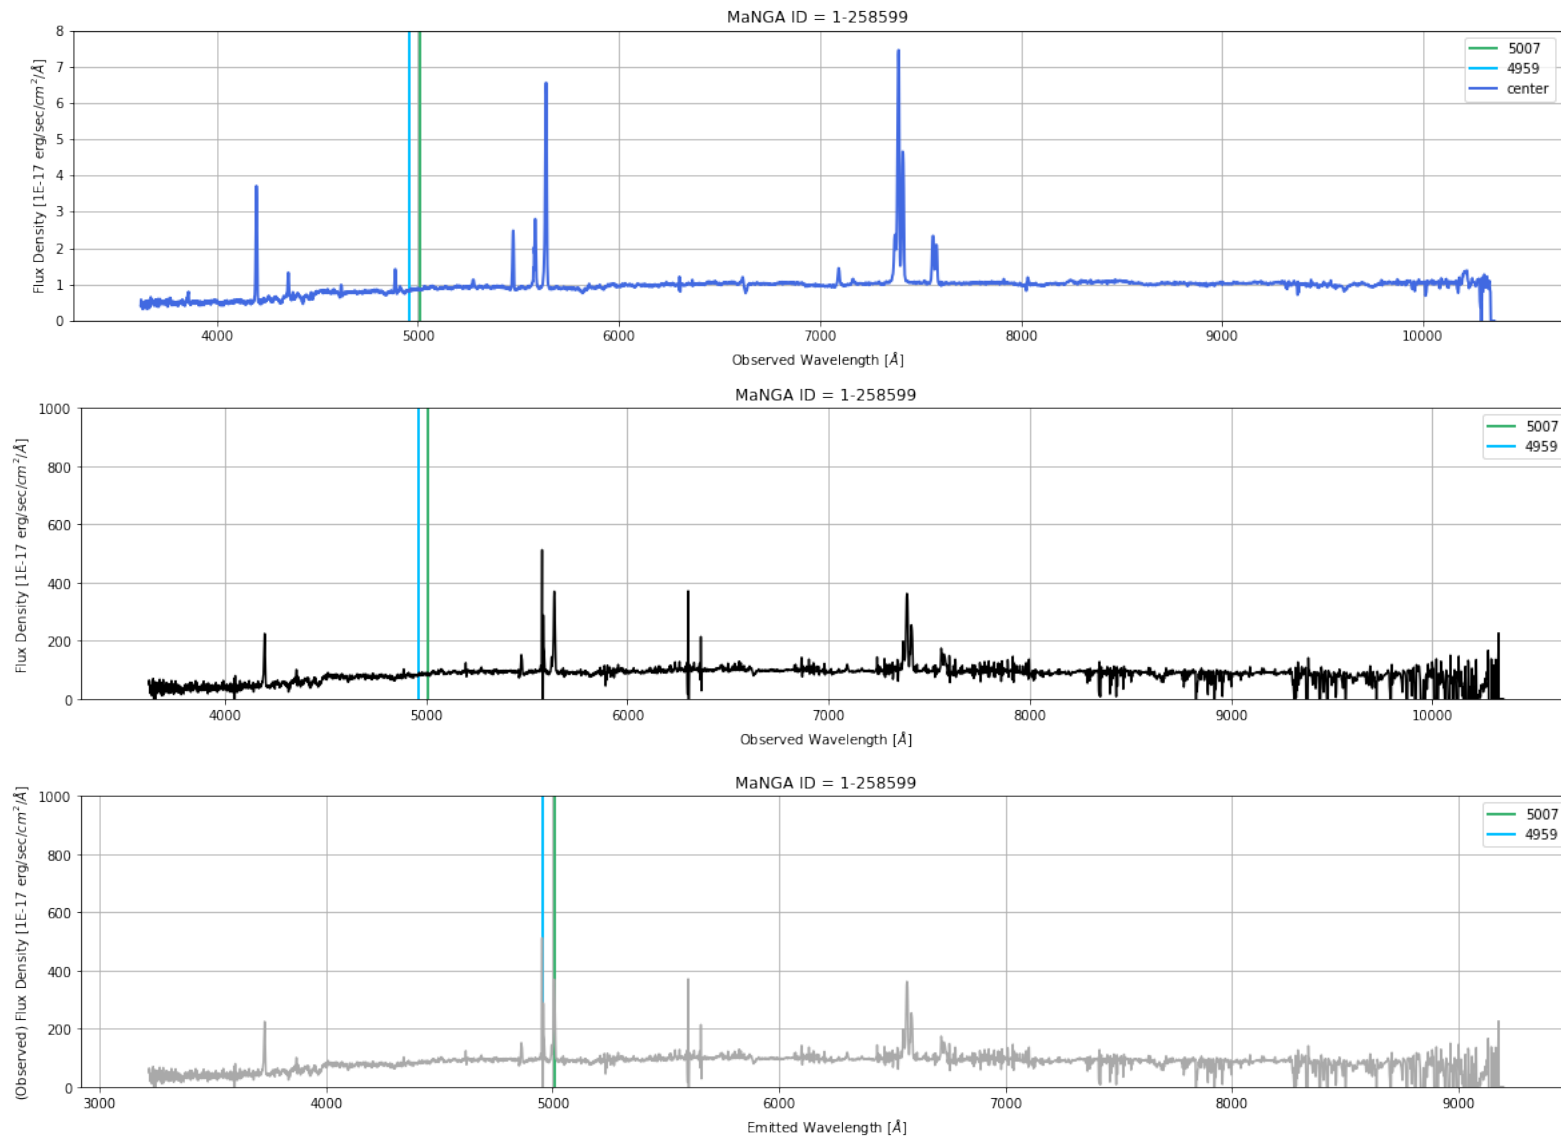 MaNGA ID = 1-258599
8
7
6
5
4
3
2
1
0
Flux Density [1E-17 erg/sec/cm²/Å]
5007
4959
center
4000 5000 6000 7000 8000 9000 10000
Observed Wavelength [Å]
MaNGA ID = 1-258599
1000
800
600
400
200
0
Flux Density [1E-17 erg/sec/cm²/Å]
5007
4959
4000 5000 6000 7000 8000 9000 10000
Observed Wavelength [Å]
MaNGA ID = 1-258599
1000
800
600
400
200
0
(Observed) Flux Density [1E-17 erg/sec/cm²/Å]
5007
4959
3000 4000 5000 6000 7000 8000 9000
Emitted Wavelength [Å]